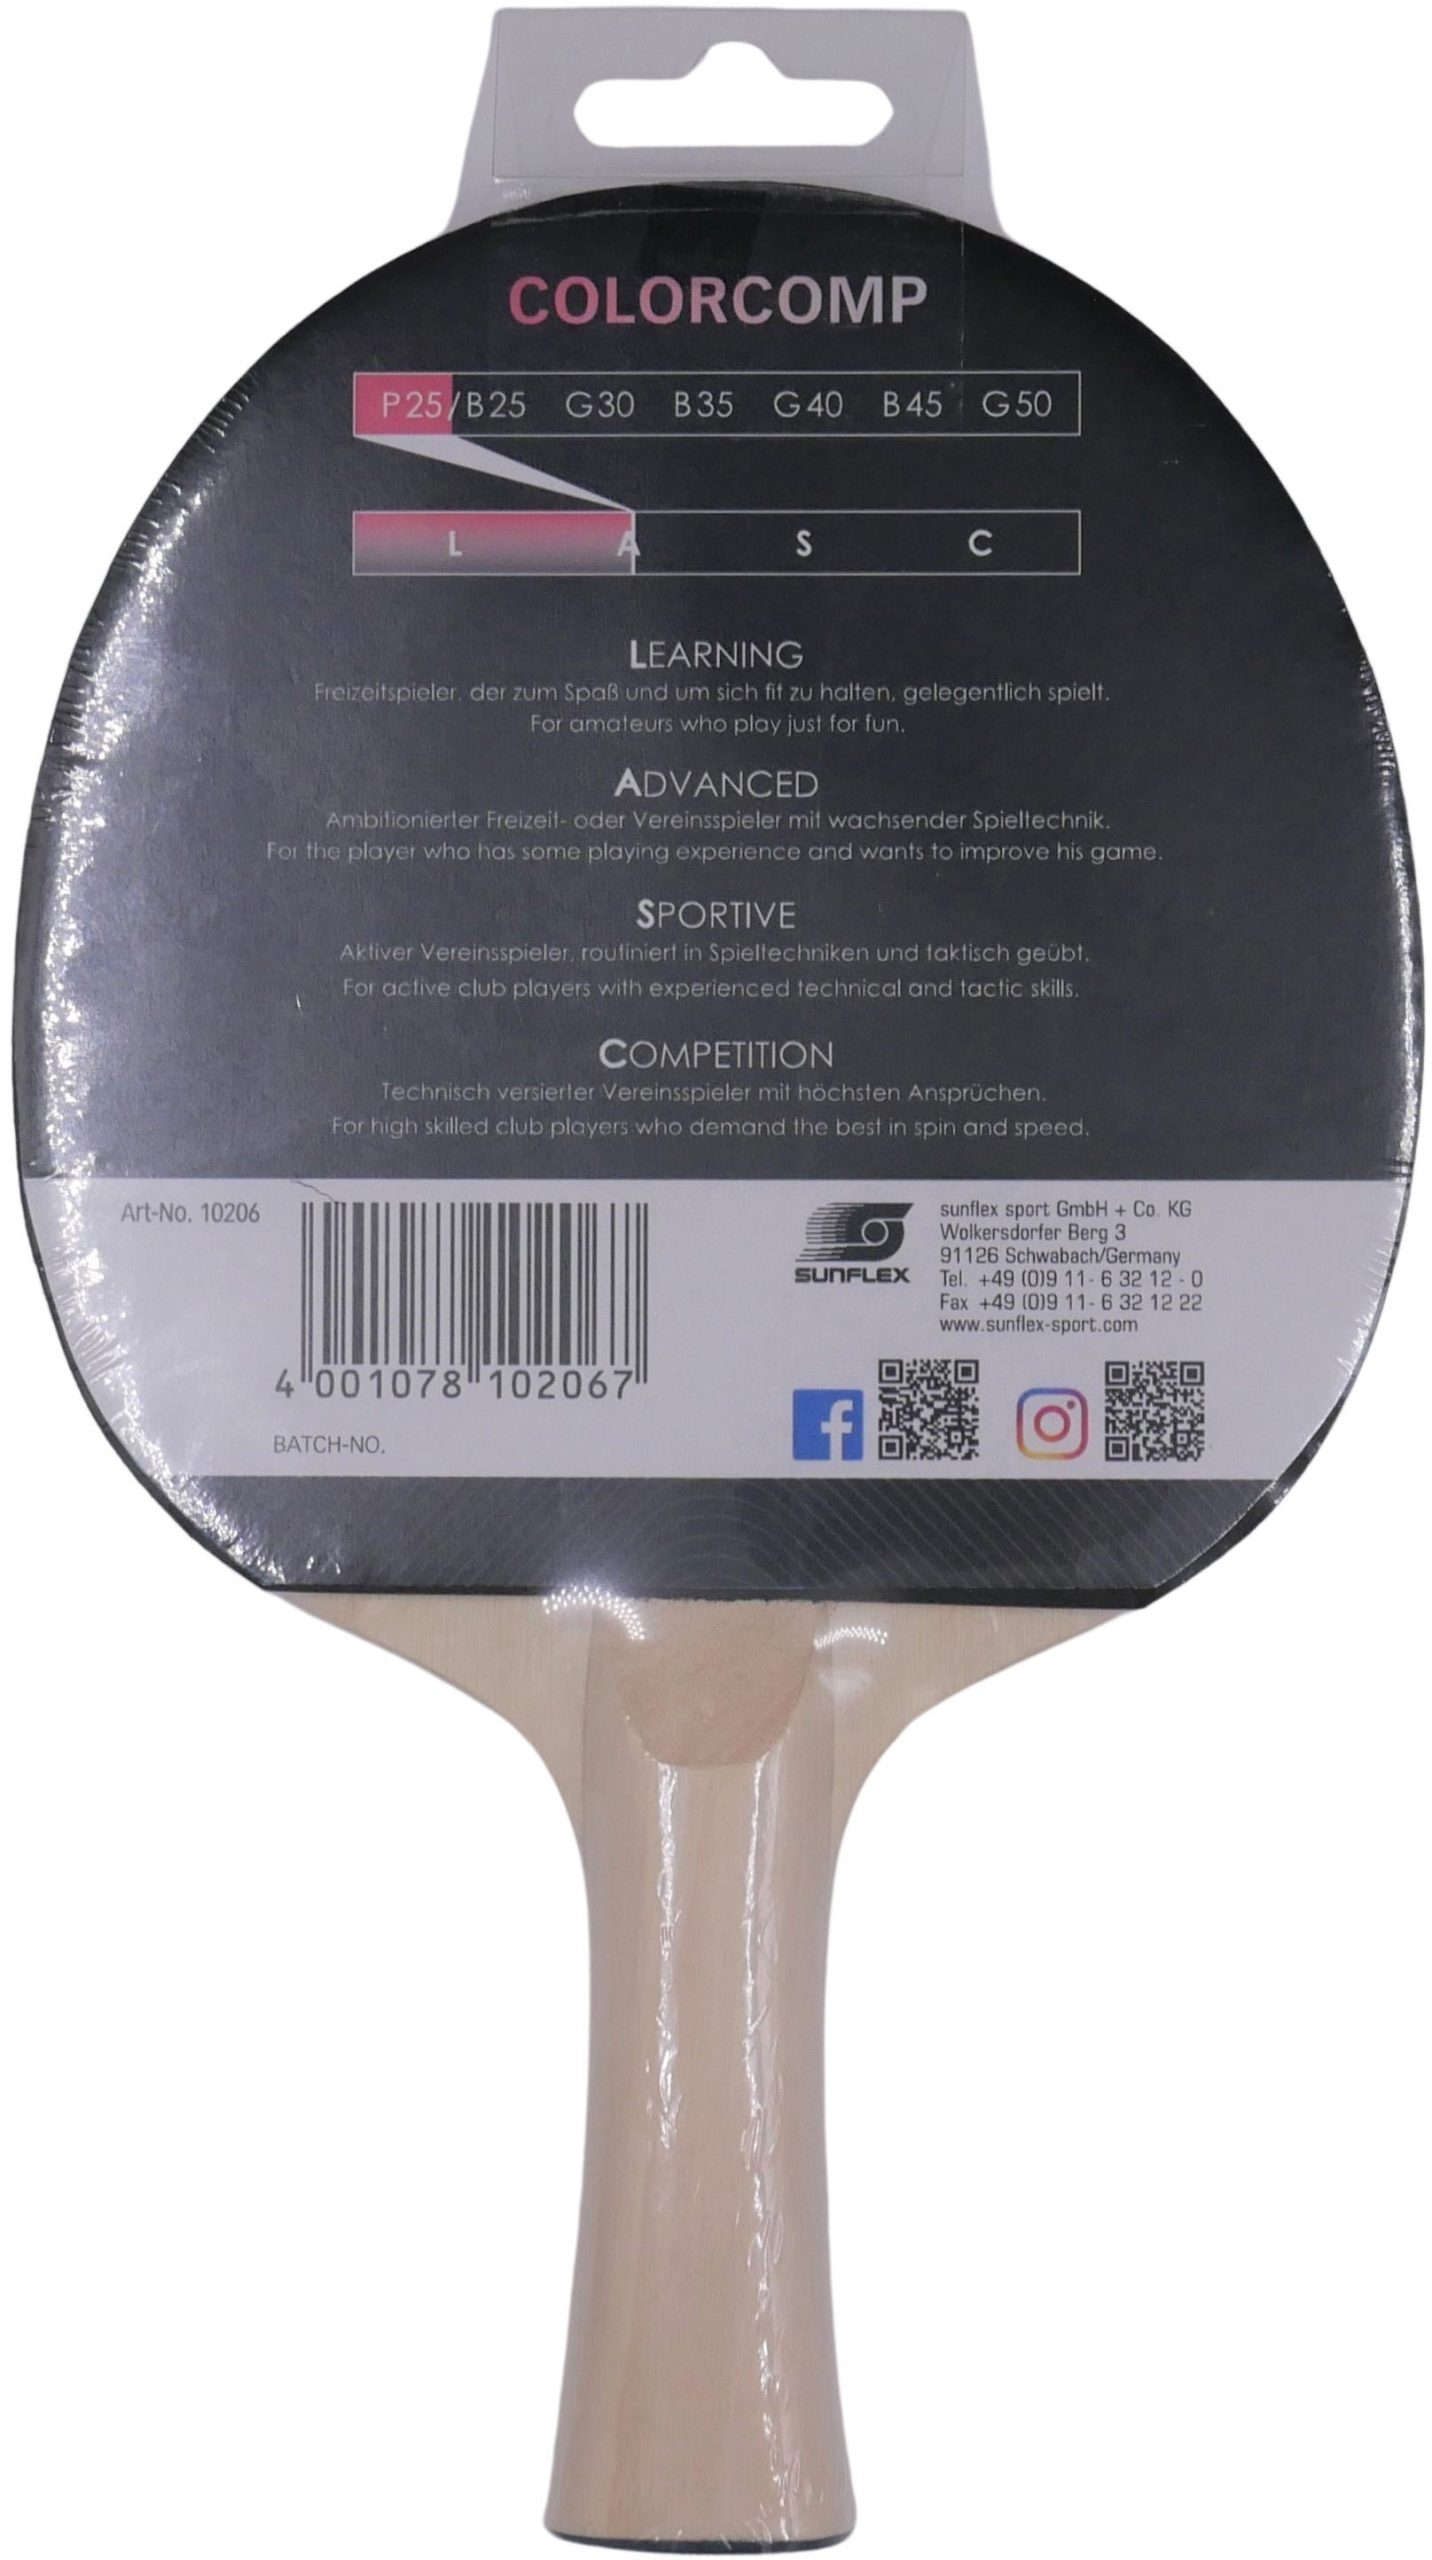 COLORCOMP
P25/B25 G30 B35 G40 B45 G50
L A S C
LEARNING
Freizeitspieler, der zum Spaß und um sich fit zu halten, gelegentlich spielt.
For amateurs who play just for fun.
ADVANCED
Ambitionierter Freizeit- oder Vereinsspieler mit wachsender Spieltechnik.
For the player who has some playing experience and wants to improve his game.
SPORTIVE
Aktiver Vereinsspieler, routiniert in Spieltechniken und taktisch geübt.
For active club players with experienced technical and tactic skills.
COMPETITION
Technisch versierter Vereinsspieler mit höchsten Ansprüchen.
For high skilled club players who demand the best in spin and speed.
Art-No. 10206
4 001078 102067
BATCH-NO.
SUNFLEX
sunflex sport GmbH + Co. KG
Wolkersdorfer Berg 3
91126 Schwabach/Germany
Tel. +49 (0)9 11- 6 32 12 - 0
Fax +49 (0)9 11- 6 32 12 22
www.sunflex-sport.com